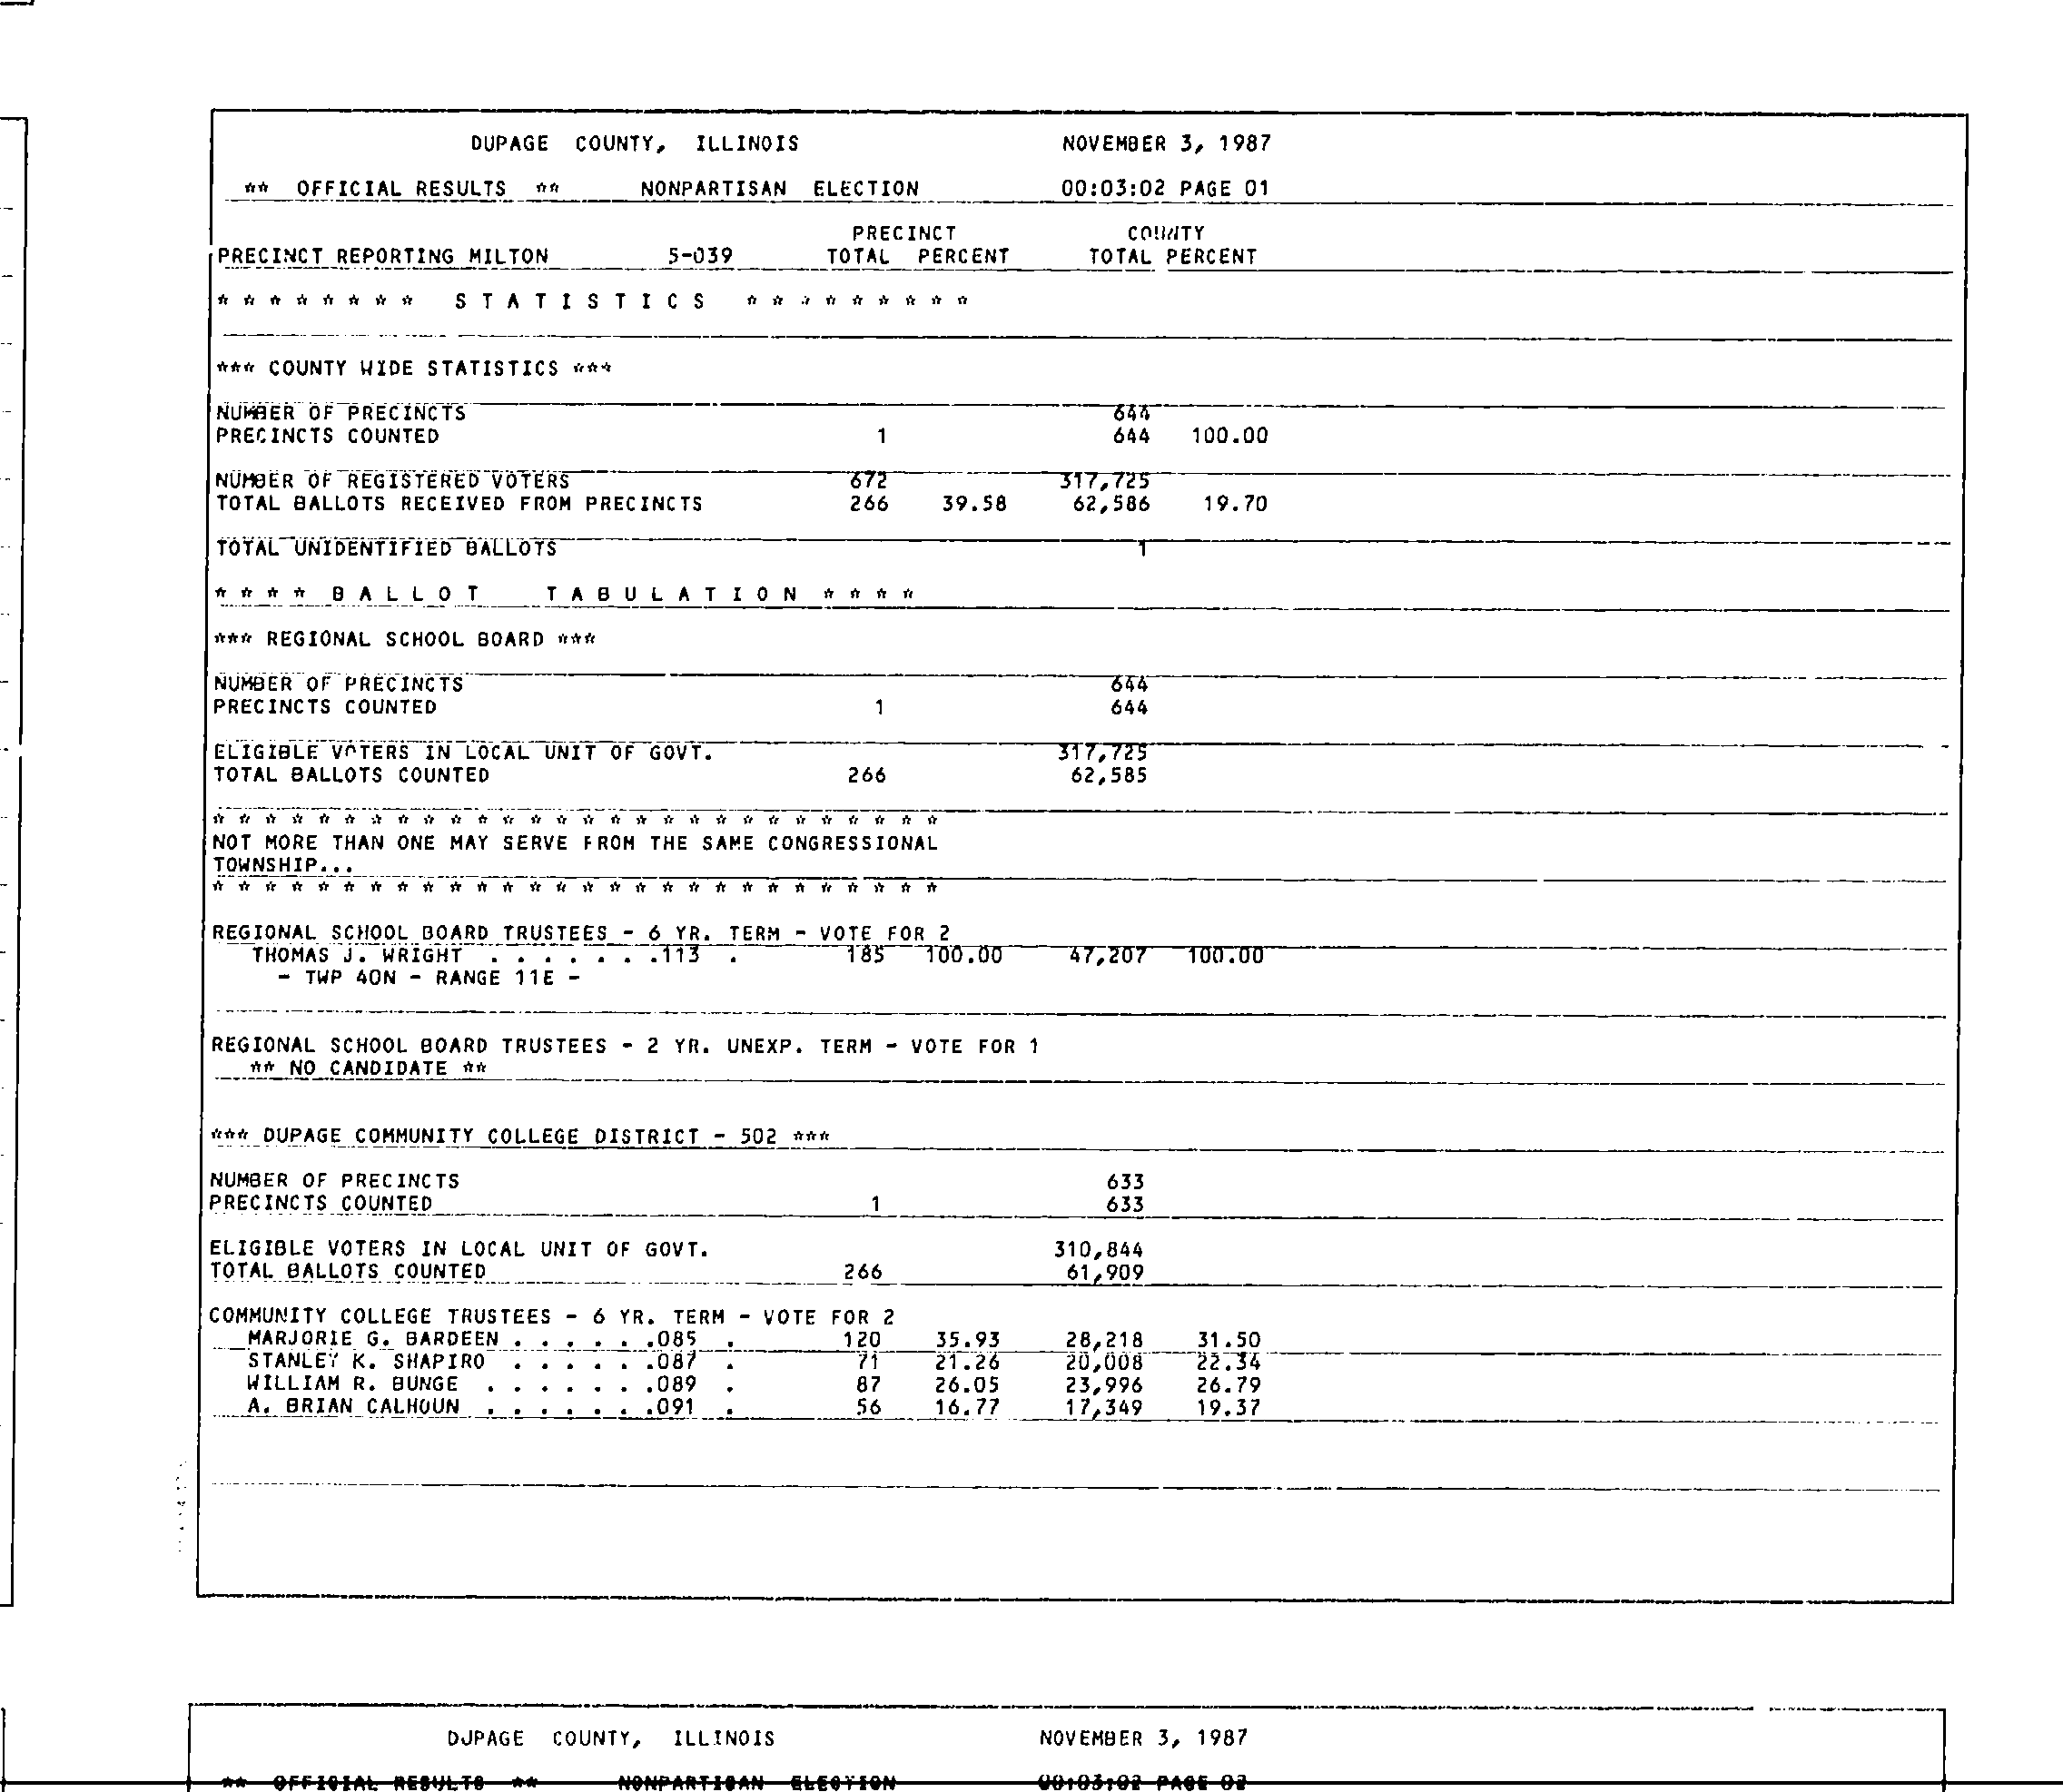 DUPAGE COUNTY, ILLINOIS NOVEMBER 3, 1987
** OFFICIAL RESULTS ** NONPARTISAN ELECTION 00:03:02 PAGE 01
PRECINCT COUNTY
PRECINCT REPORTING MILTON 5-039 TOTAL PERCENT TOTAL PERCENT
* * * * * * * * S T A T I S T I C S * * * * * * * * *
*** COUNTY WIDE STATISTICS ***
NUMBER OF PRECINCTS 644
PRECINCTS COUNTED 1 644 100.00
NUMBER OF REGISTERED VOTERS 672 317,725
TOTAL BALLOTS RECEIVED FROM PRECINCTS 266 39.58 62,586 19.70
TOTAL UNIDENTIFIED BALLOTS 1
* * * * B A L L O T T A B U L A T I O N * * * *
*** REGIONAL SCHOOL BOARD ***
NUMBER OF PRECINCTS 644
PRECINCTS COUNTED 1 644
ELIGIBLE VOTERS IN LOCAL UNIT OF GOVT. 317,725
TOTAL BALLOTS COUNTED 266 62,585
* * * * * * * * * * * * * * * * * * * * * * * * * * * *
NOT MORE THAN ONE MAY SERVE FROM THE SAME CONGRESSIONAL
TOWNSHIP...
* * * * * * * * * * * * * * * * * * * * * * * * * * * *
REGIONAL SCHOOL BOARD TRUSTEES - 6 YR. TERM - VOTE FOR 2
THOMAS J. WRIGHT . . . . . . .113 . 185 100.00 47,207 100.00
- TWP 40N - RANGE 11E -
REGIONAL SCHOOL BOARD TRUSTEES - 2 YR. UNEXP. TERM - VOTE FOR 1
** NO CANDIDATE **
*** DUPAGE COMMUNITY COLLEGE DISTRICT - 502 ***
NUMBER OF PRECINCTS 633
PRECINCTS COUNTED 1 633
ELIGIBLE VOTERS IN LOCAL UNIT OF GOVT. 310,844
TOTAL BALLOTS COUNTED 266 61,909
COMMUNITY COLLEGE TRUSTEES - 6 YR. TERM - VOTE FOR 2
MARJORIE G. BARDEEN . . . . . .085 . 120 35.93 28,218 31.50
STANLEY K. SHAPIRO . . . . . .087 . 71 21.26 20,008 22.34
WILLIAM R. BUNGE . . . . . . .089 . 87 26.05 23,996 26.79
A. BRIAN CALHOUN . . . . . . .091 . 56 16.77 17,349 19.37
DUPAGE COUNTY, ILLINOIS NOVEMBER 3, 1987
** OFFICIAL RESULTS ** NONPARTISAN ELECTION 00:03:02 PAGE 02